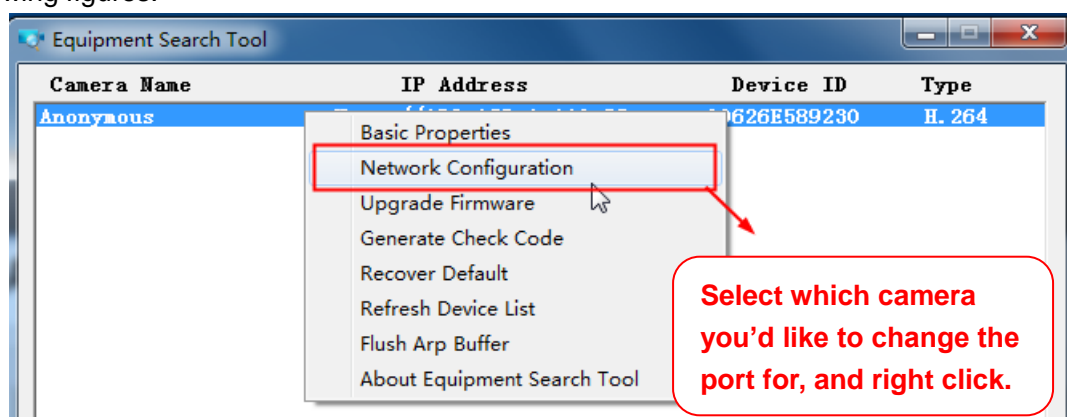 figures.
Equipment Search Tool
Camera Name IP Address Device ID Type
Anonymous 626E589230 H.264
Basic Properties
Network Configuration
Upgrade Firmware
Generate Check Code
Recover Default
Refresh Device List
Flush Arp Buffer
About Equipment Search Tool
Select which camera
you’d like to change the
port for, and right click.